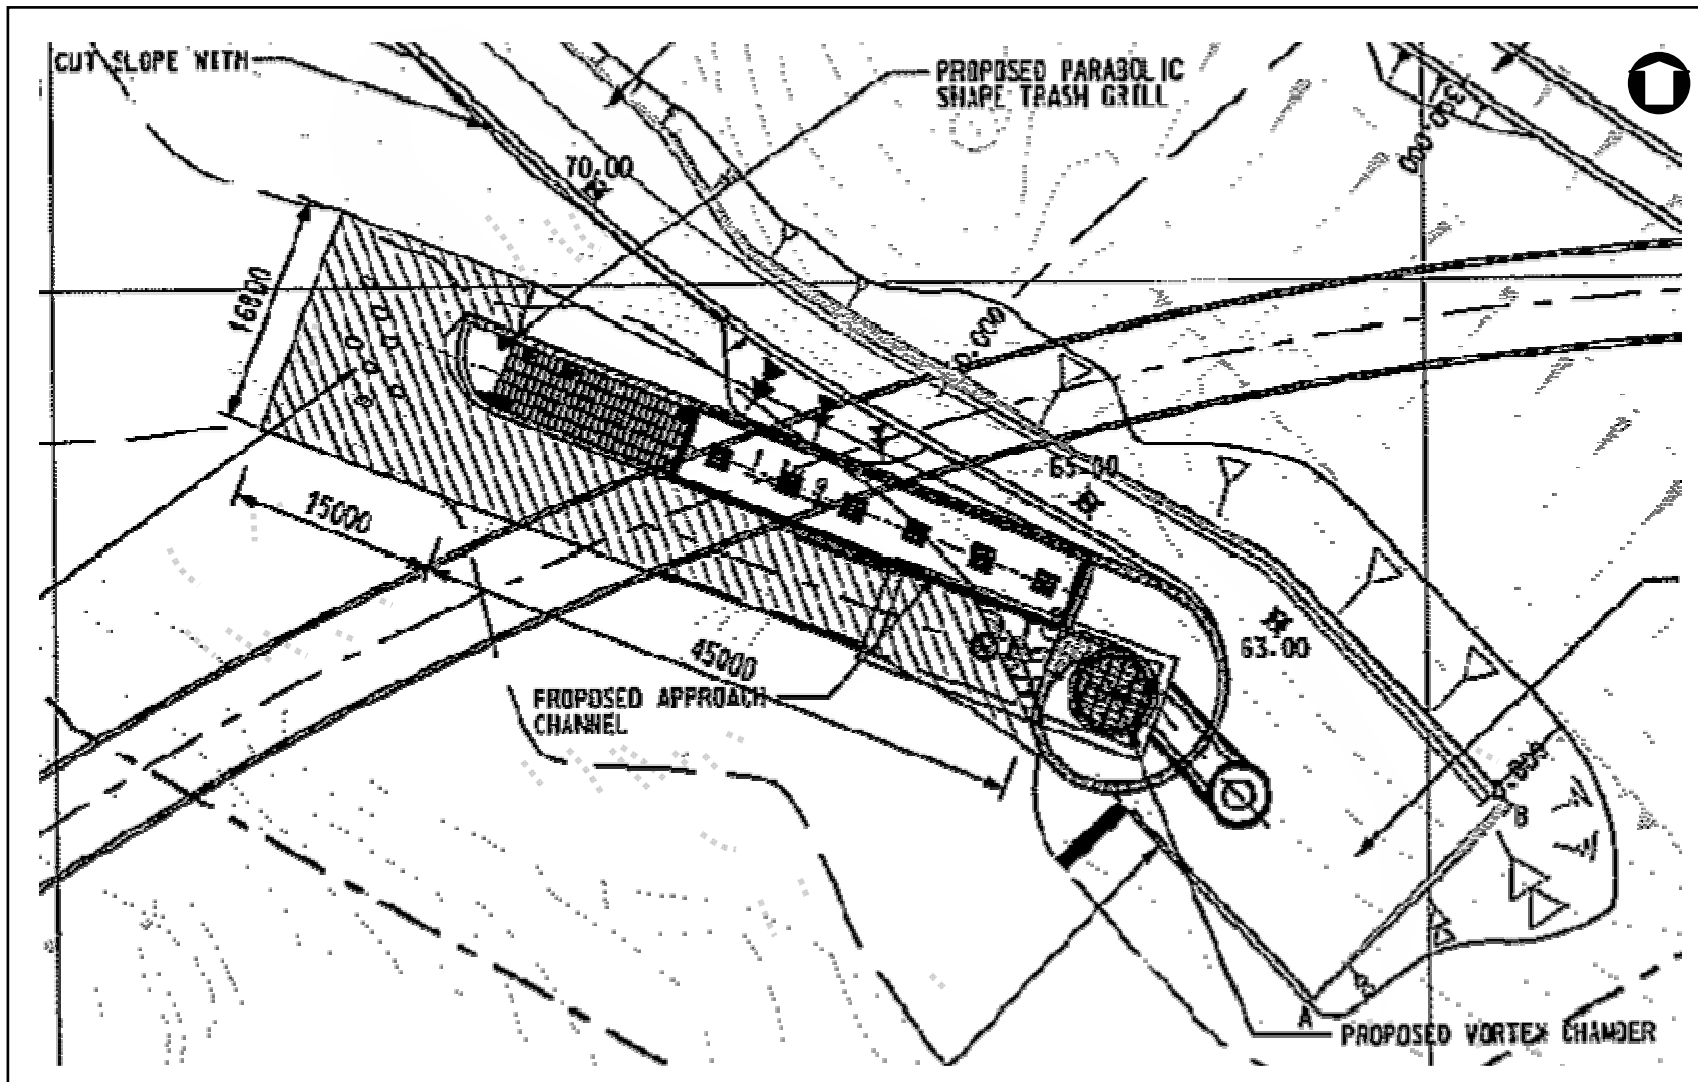 CUT SLOPE WITH
PROPOSED PARABOLIC
SHAPE TRASH GRILL
70.00
16800
65.00
15000
63.00
45000
PROPOSED APPROACH
CHANNEL
B
A
PROPOSED VORTEX CHAMBER